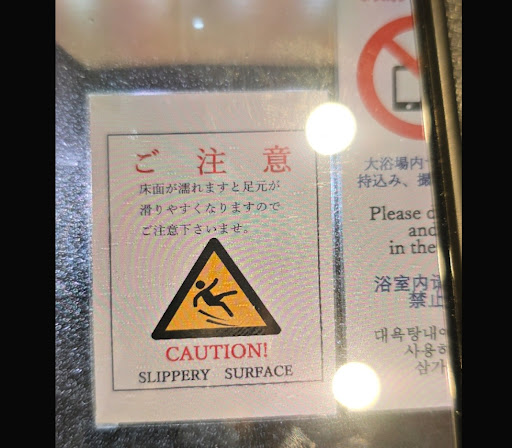 ご注意
床面が濡れますと足元が
滑りやすくなりますので
ご注意下さいませ。
CAUTION!
SLIPPERY SURFACE
大浴場内
持込み、撮
Please
and
in the
浴室内
禁止
대욕탕내
사용
삼가